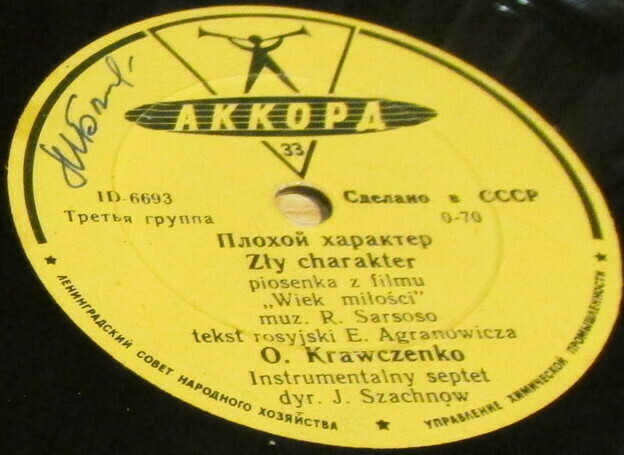 АККОРД
33
1D-6693
Сделано в СССР
Третья группа
0-70
Плохой характер
Zły charakter
piosenka z filmu
„Wiek miłości”
muz. R. Sarsoso
tekst rosyjski E. Agranowicza
O. Krawczenko
Instrumentalny septet
dyr. J. Szachnow
★ ЛЕНИНГРАДСКИЙ СОВЕТ НАРОДНОГО ХОЗЯЙСТВА ★ УПРАВЛЕНИЕ ХИМИЧЕСКОЙ ПРОМЫШЛЕННОСТИ ★